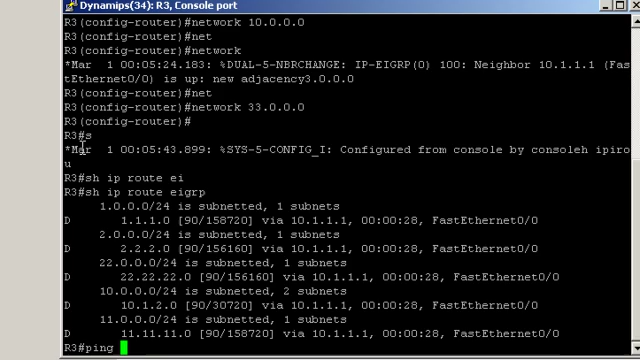 Dynamips(34): R3, Console port
R3(config-router)#network 10.0.0.0
R3(config-router)#net
R3(config-router)#network
*Mar  1 00:05:24.183: %DUAL-5-NBRCHANGE: IP-EIGRP(0) 100: Neighbor 10.1.1.1 (Fas
tEthernet0/0) is up: new adjacency3.0.0.0
R3(config-router)#net
R3(config-router)#network 33.0.0.0
R3(config-router)#
R3#s
*Mar  1 00:05:43.899: %SYS-5-CONFIG_I: Configured from console by consoleh ipiro
u
R3#sh ip route ei
R3#sh ip route eigrp
     1.0.0.0/24 is subnetted, 1 subnets
D       1.1.1.0 [90/158720] via 10.1.1.1, 00:00:28, FastEthernet0/0
     2.0.0.0/24 is subnetted, 1 subnets
D       2.2.2.0 [90/156160] via 10.1.1.1, 00:00:28, FastEthernet0/0
     22.0.0.0/24 is subnetted, 1 subnets
D       22.22.22.0 [90/156160] via 10.1.1.1, 00:00:28, FastEthernet0/0
     10.0.0.0/24 is subnetted, 2 subnets
D       10.1.2.0 [90/30720] via 10.1.1.1, 00:00:28, FastEthernet0/0
     11.0.0.0/24 is subnetted, 1 subnets
D       11.11.11.0 [90/158720] via 10.1.1.1, 00:00:28, FastEthernet0/0
R3#ping